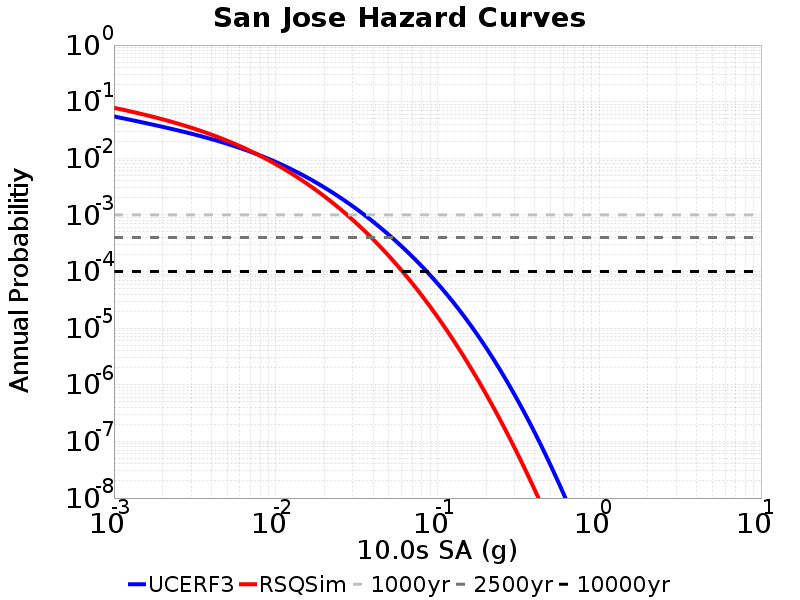 San Jose Hazard Curves
Annual Probabilitiy
10^0
10^-1
10^-2
10^-3
10^-4
10^-5
10^-6
10^-7
10^-8
10^-3 10^-2 10^-1 10^0 10^1
10.0s SA (g)
UCERF3 RSQSim 1000yr 2500yr 10000yr